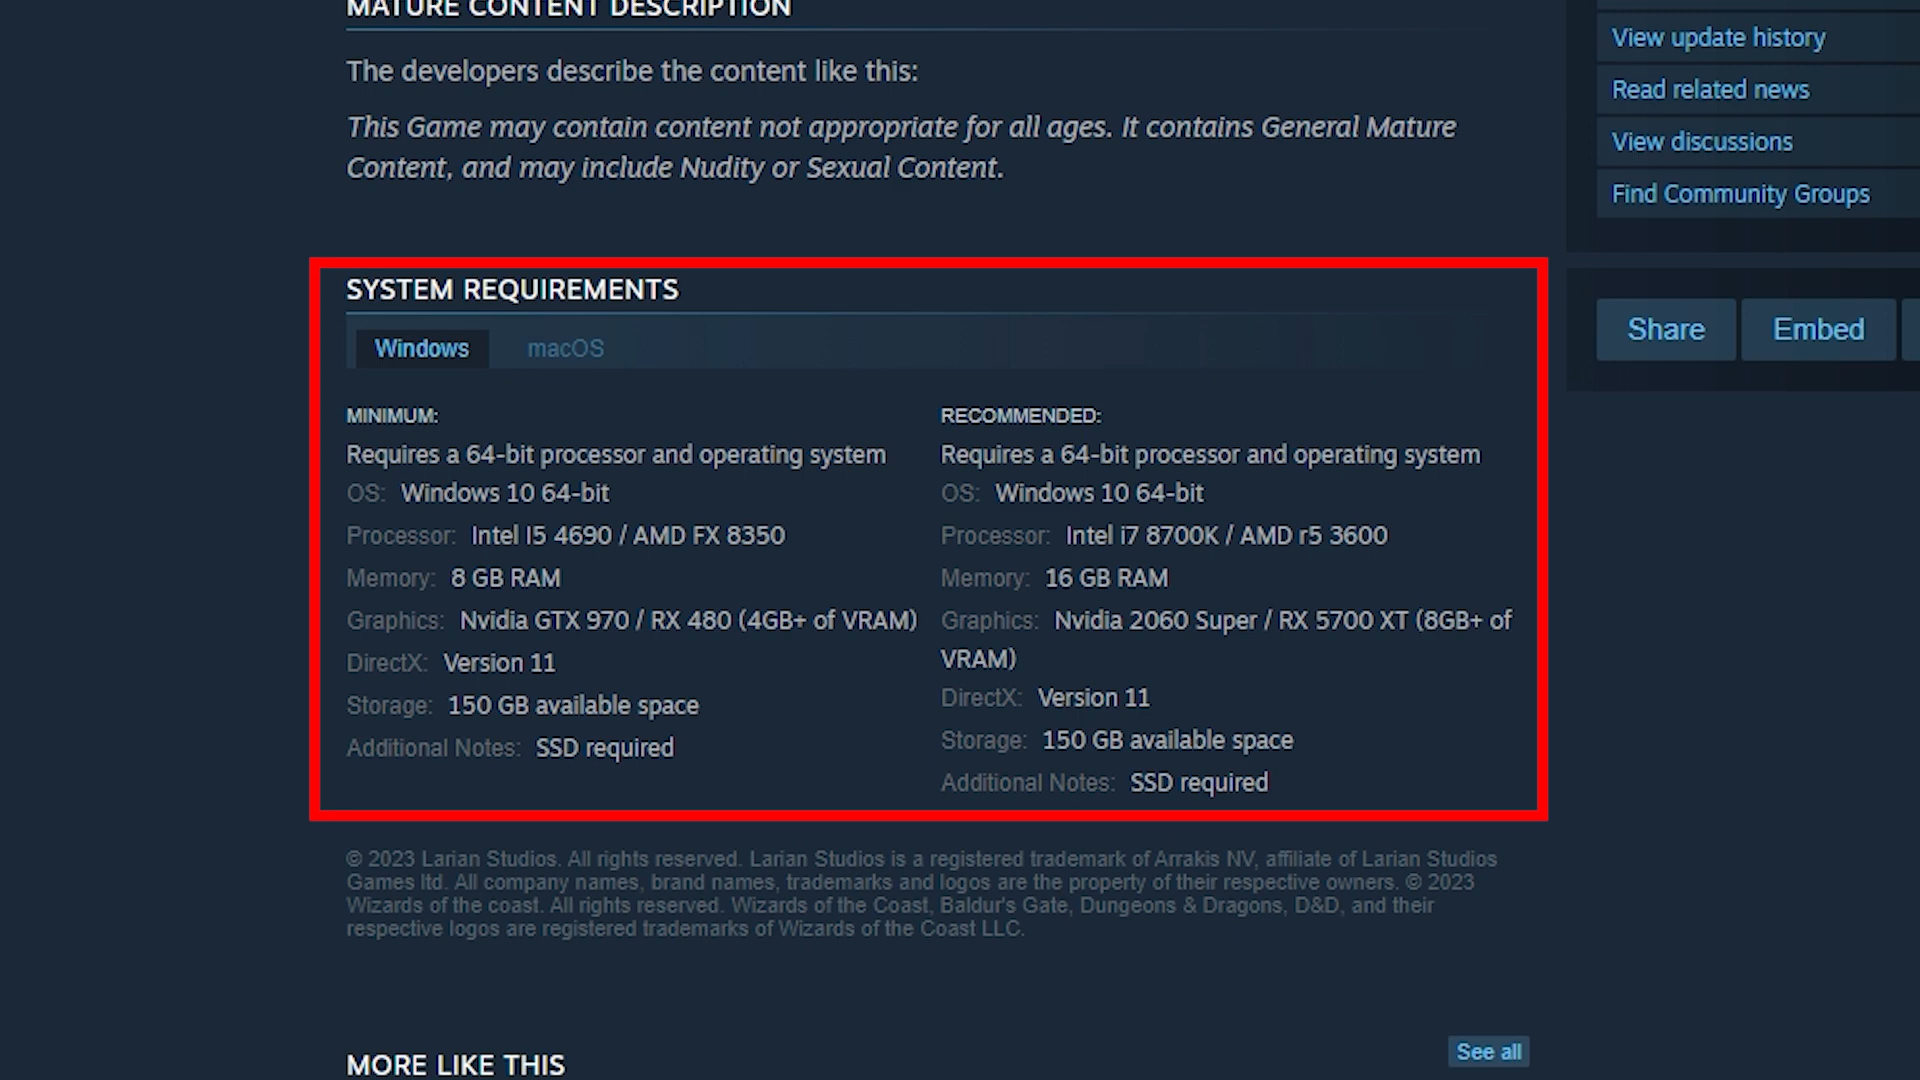 MATURE CONTENT DESCRIPTION
The developers describe the content like this:
This Game may contain content not appropriate for all ages. It contains General Mature
Content, and may include Nudity or Sexual Content.
SYSTEM REQUIREMENTS
Windows macOS
MINIMUM:
Requires a 64-bit processor and operating system
OS: Windows 10 64-bit
Processor: Intel I5 4690 / AMD FX 8350
Memory: 8 GB RAM
Graphics: Nvidia GTX 970 / RX 480 (4GB+ of VRAM)
DirectX: Version 11
Storage: 150 GB available space
Additional Notes: SSD required
RECOMMENDED:
Requires a 64-bit processor and operating system
OS: Windows 10 64-bit
Processor: Intel i7 8700K / AMD r5 3600
Memory: 16 GB RAM
Graphics: Nvidia 2060 Super / RX 5700 XT (8GB+ of
VRAM)
DirectX: Version 11
Storage: 150 GB available space
Additional Notes: SSD required
© 2023 Larian Studios. All rights reserved. Larian Studios is a registered trademark of Arrakis NV, affiliate of Larian Studios
Games ltd. All company names, brand names, trademarks and logos are the property of their respective owners. © 2023
Wizards of the coast. All rights reserved. Wizards of the Coast, Baldur's Gate, Dungeons & Dragons, D&D, and their
respective logos are registered trademarks of Wizards of the Coast LLC.
MORE LIKE THIS
See all
View update history
Read related news
View discussions
Find Community Groups
Share
Embed